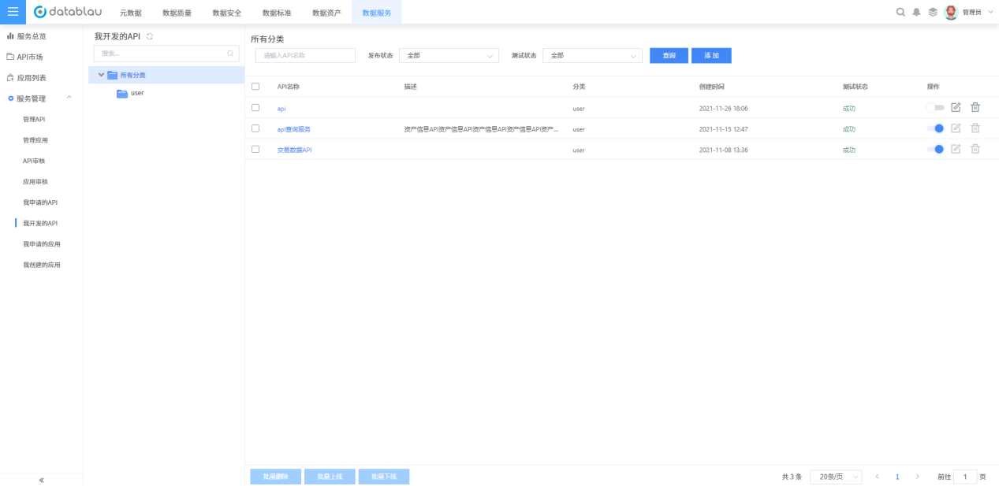 datablau 元数据 数据质量 数据安全 数据标准 数据资产 数据服务 管理员
服务总览
API市场
应用列表
服务管理
管理API
管理应用
API审核
应用审核
我申请的API
我开发的API
我申请的应用
我创建的应用
«
我开发的API
搜索...
所有分类
user
所有分类
请输入API名称 发布状态 全部 测试状态 全部 查询 添加
API名称 描述 分类 创建时间 测试状态 操作
api user 2021-11-26 18:06 成功
api查询服务 资产信息API资产信息API资产信息API资产信息API资产... user 2021-11-15 12:47 成功
交易数据API user 2021-11-08 13:36 成功
批量删除 批量上线 批量下线 共 3 条 20条/页 < 1 > 前往 1 页